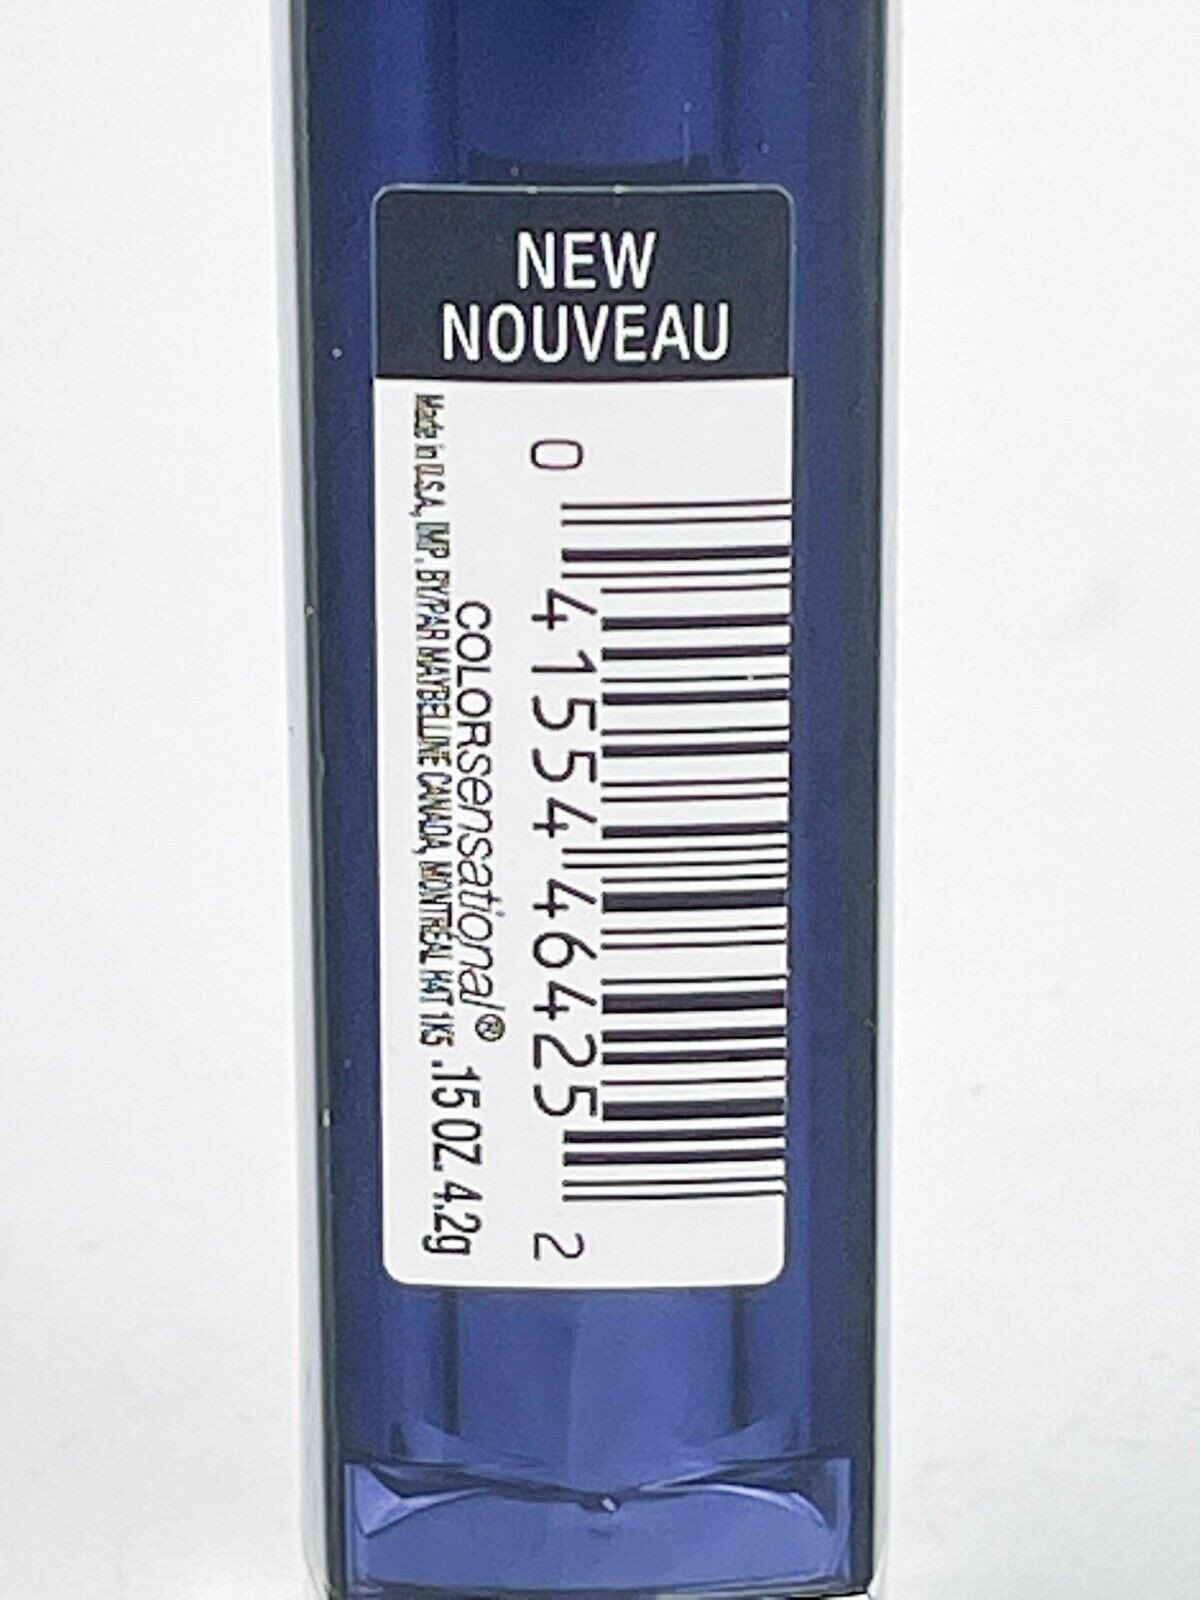 NEW
NOUVEAU
0 41554 46425 2
COLORsensational®
Made in U.S.A., IMP. BY/PAR MAYBELLINE CANADA, MONTRÉAL H4T 1K5 .15 OZ. 4,2g